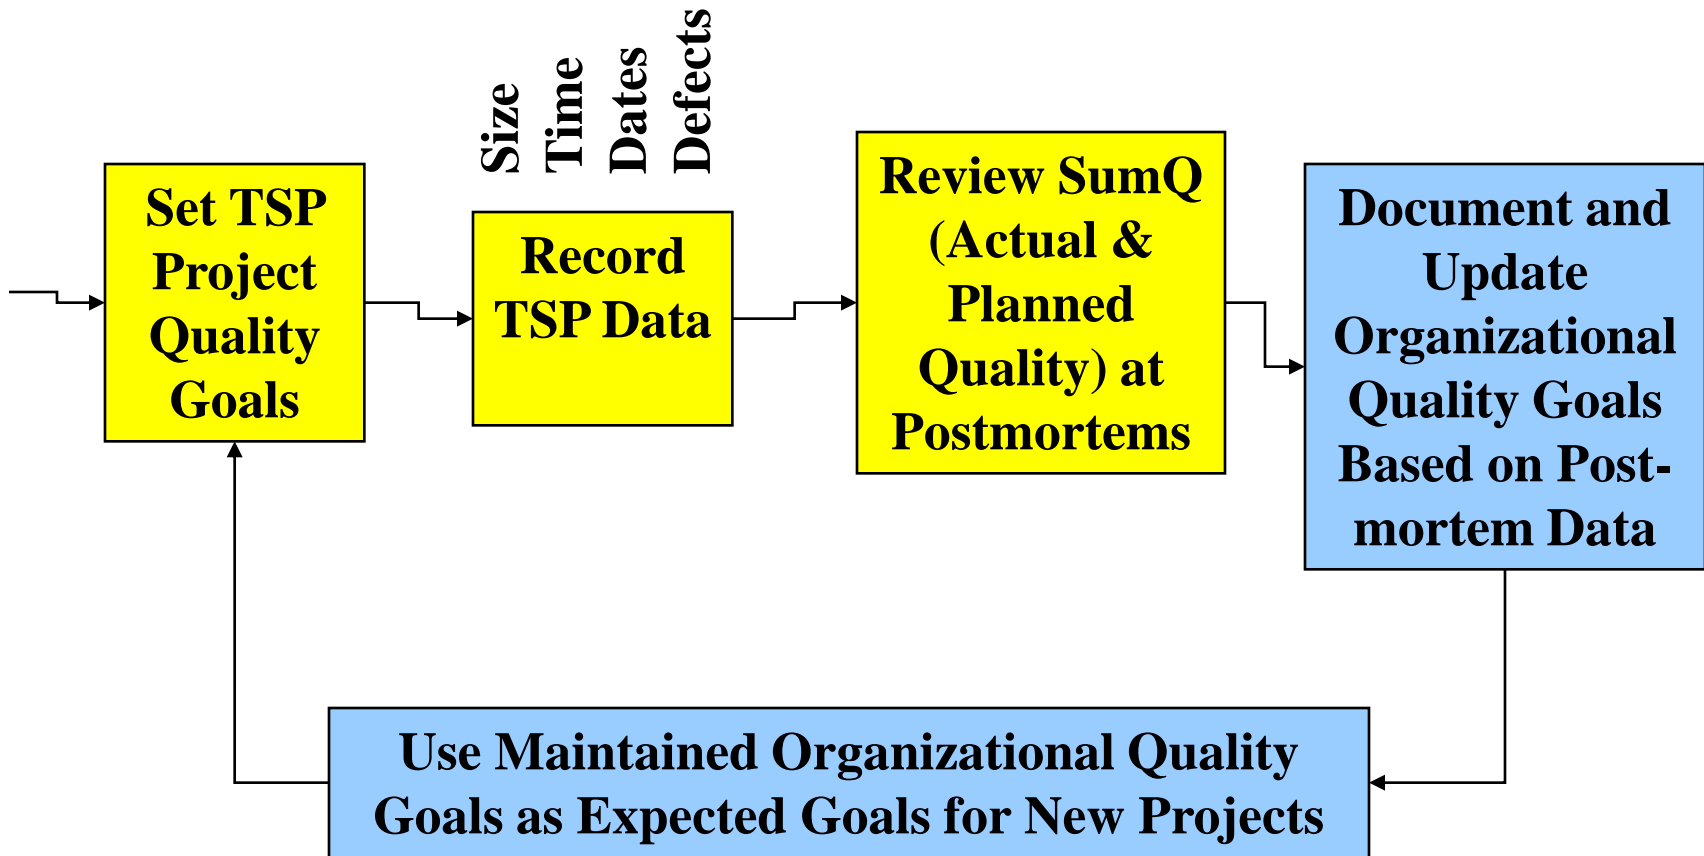 Size
Time
Dates
Defects
Set TSP
Project
Quality
Goals
Record
TSP Data
Review SumQ
(Actual &
Planned
Quality) at
Postmortems
Document and
Update
Organizational
Quality Goals
Based on Post-
mortem Data
Use Maintained Organizational Quality
Goals as Expected Goals for New Projects